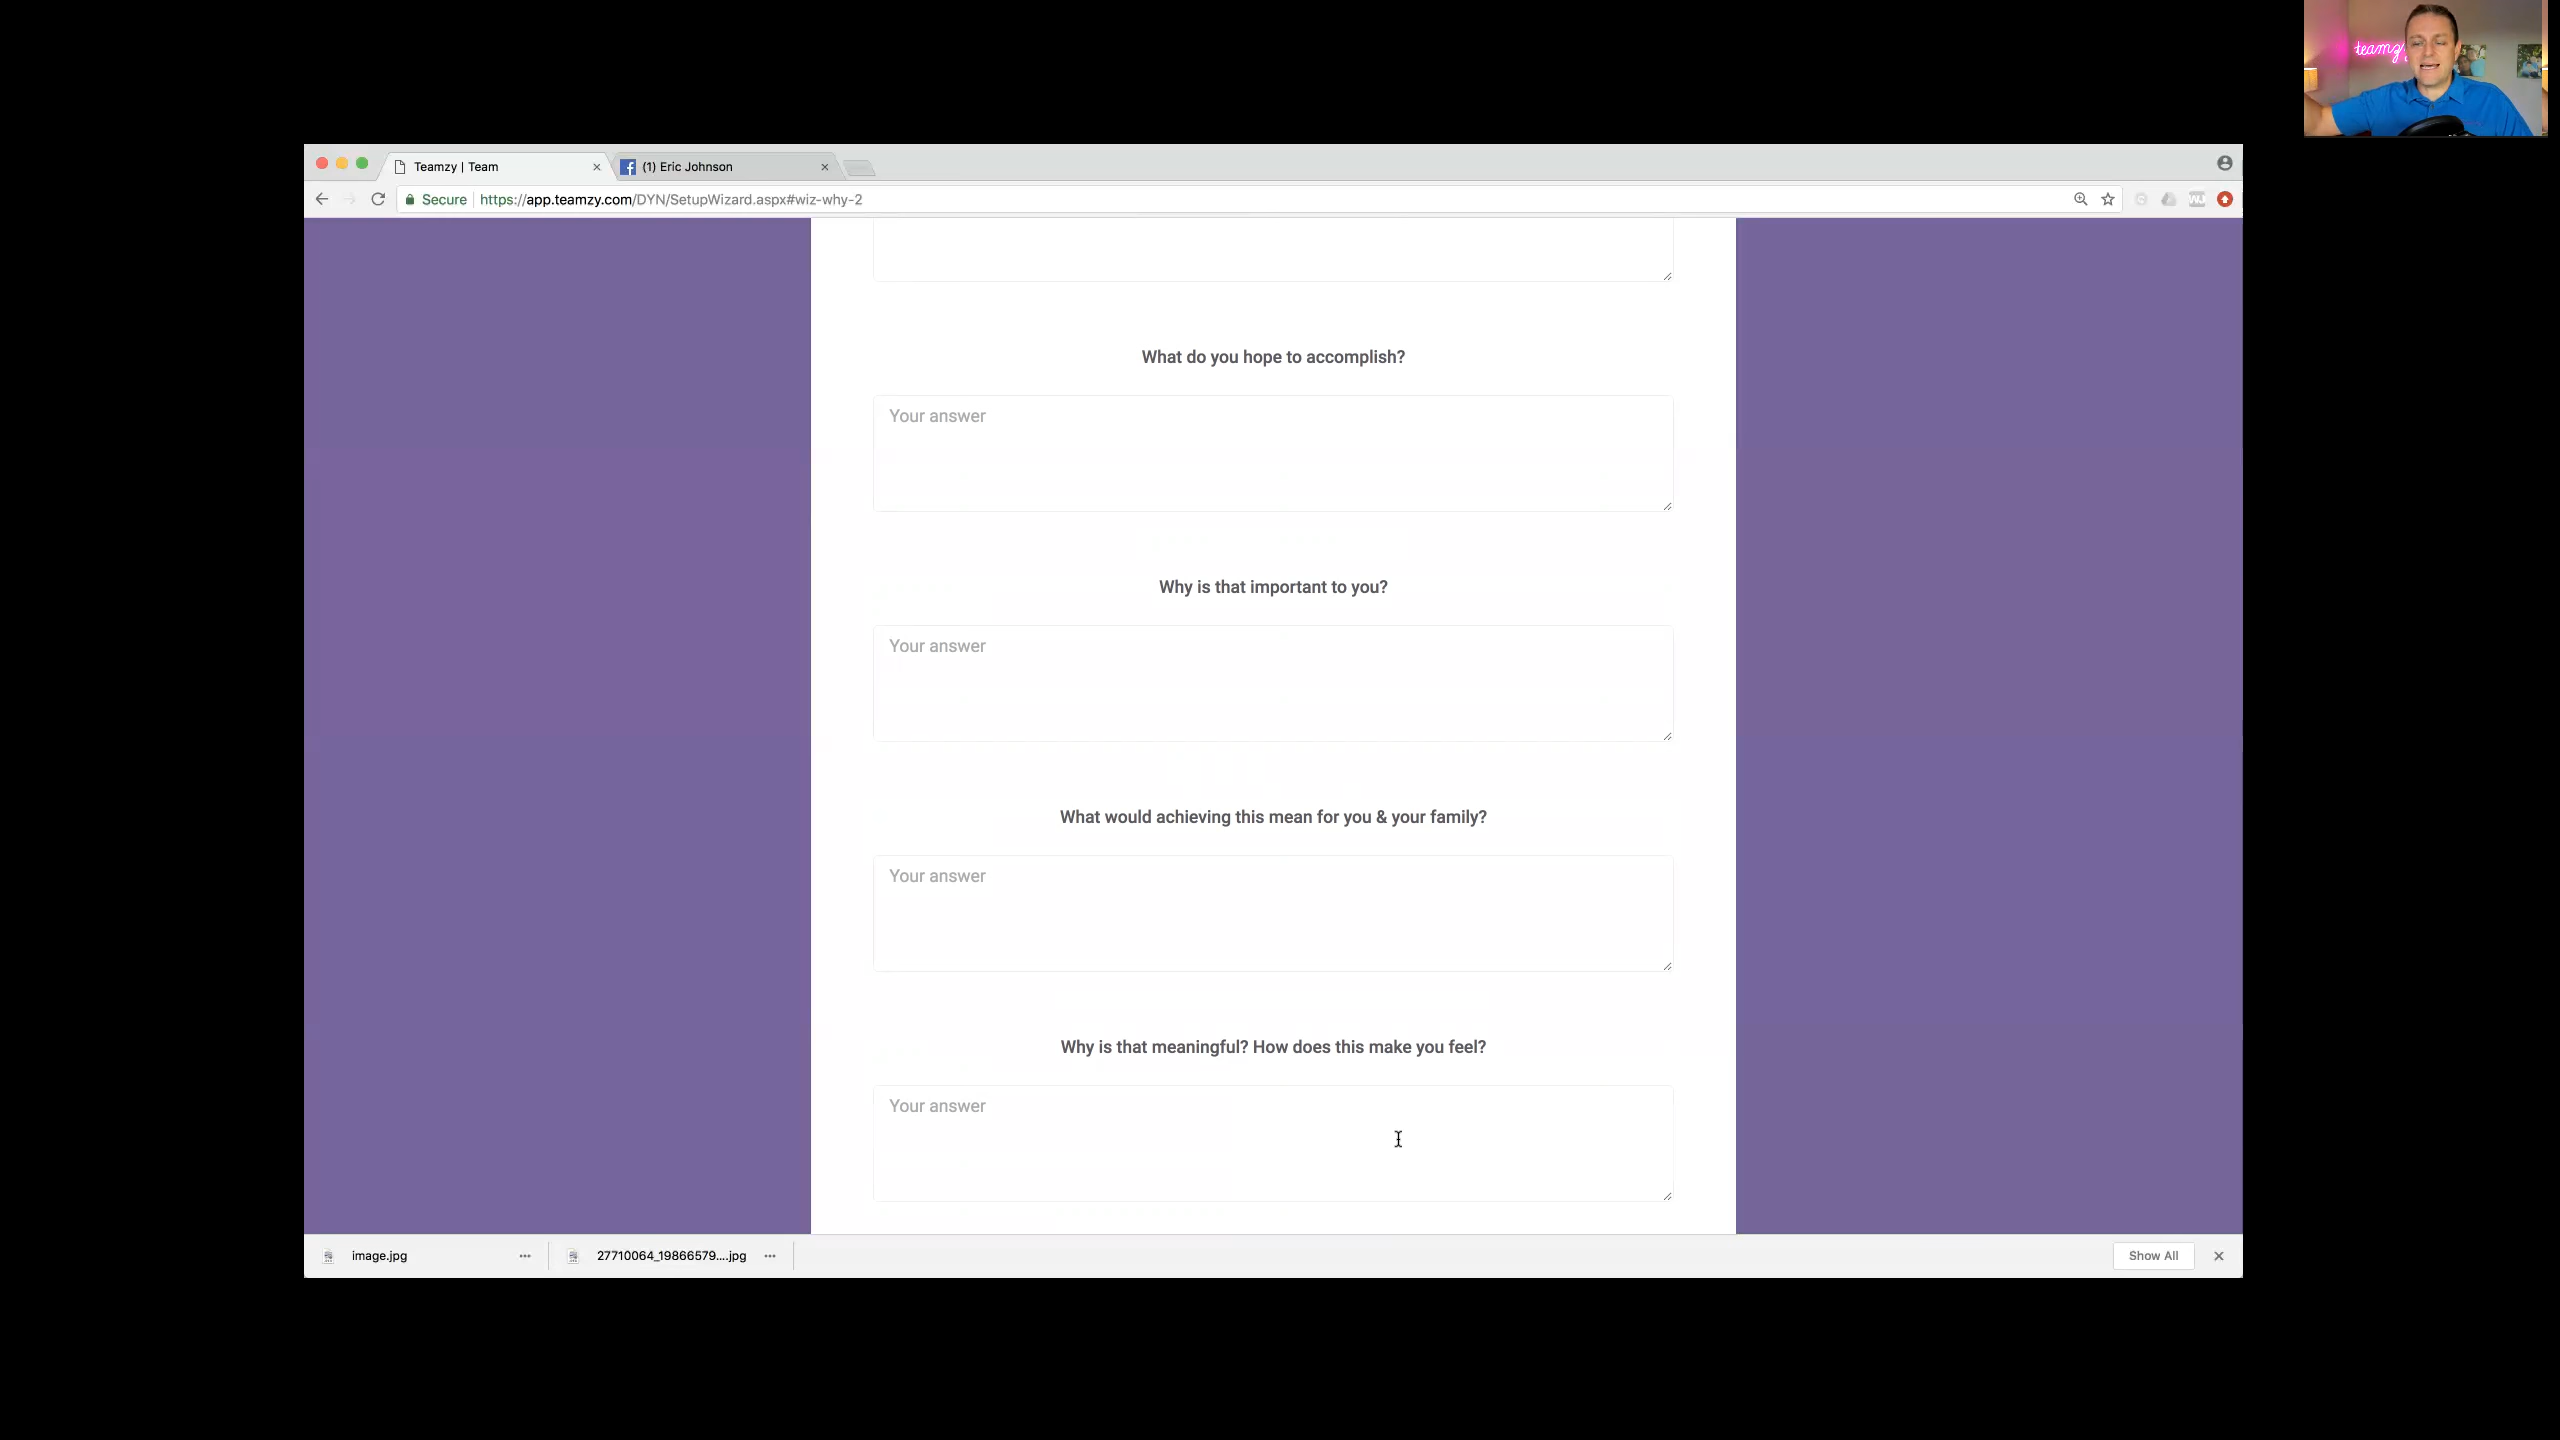 teamzy
Teamzy | Team
(1) Eric Johnson
Secure
https://app.teamzy.com/DYN/SetupWizard.aspx#wiz-why-2
What do you hope to accomplish?
Your answer
Why is that important to you?
Your answer
What would achieving this mean for you & your family?
Your answer
Why is that meaningful? How does this make you feel?
Your answer
image.jpg
27710064_19866579....jpg
Show All